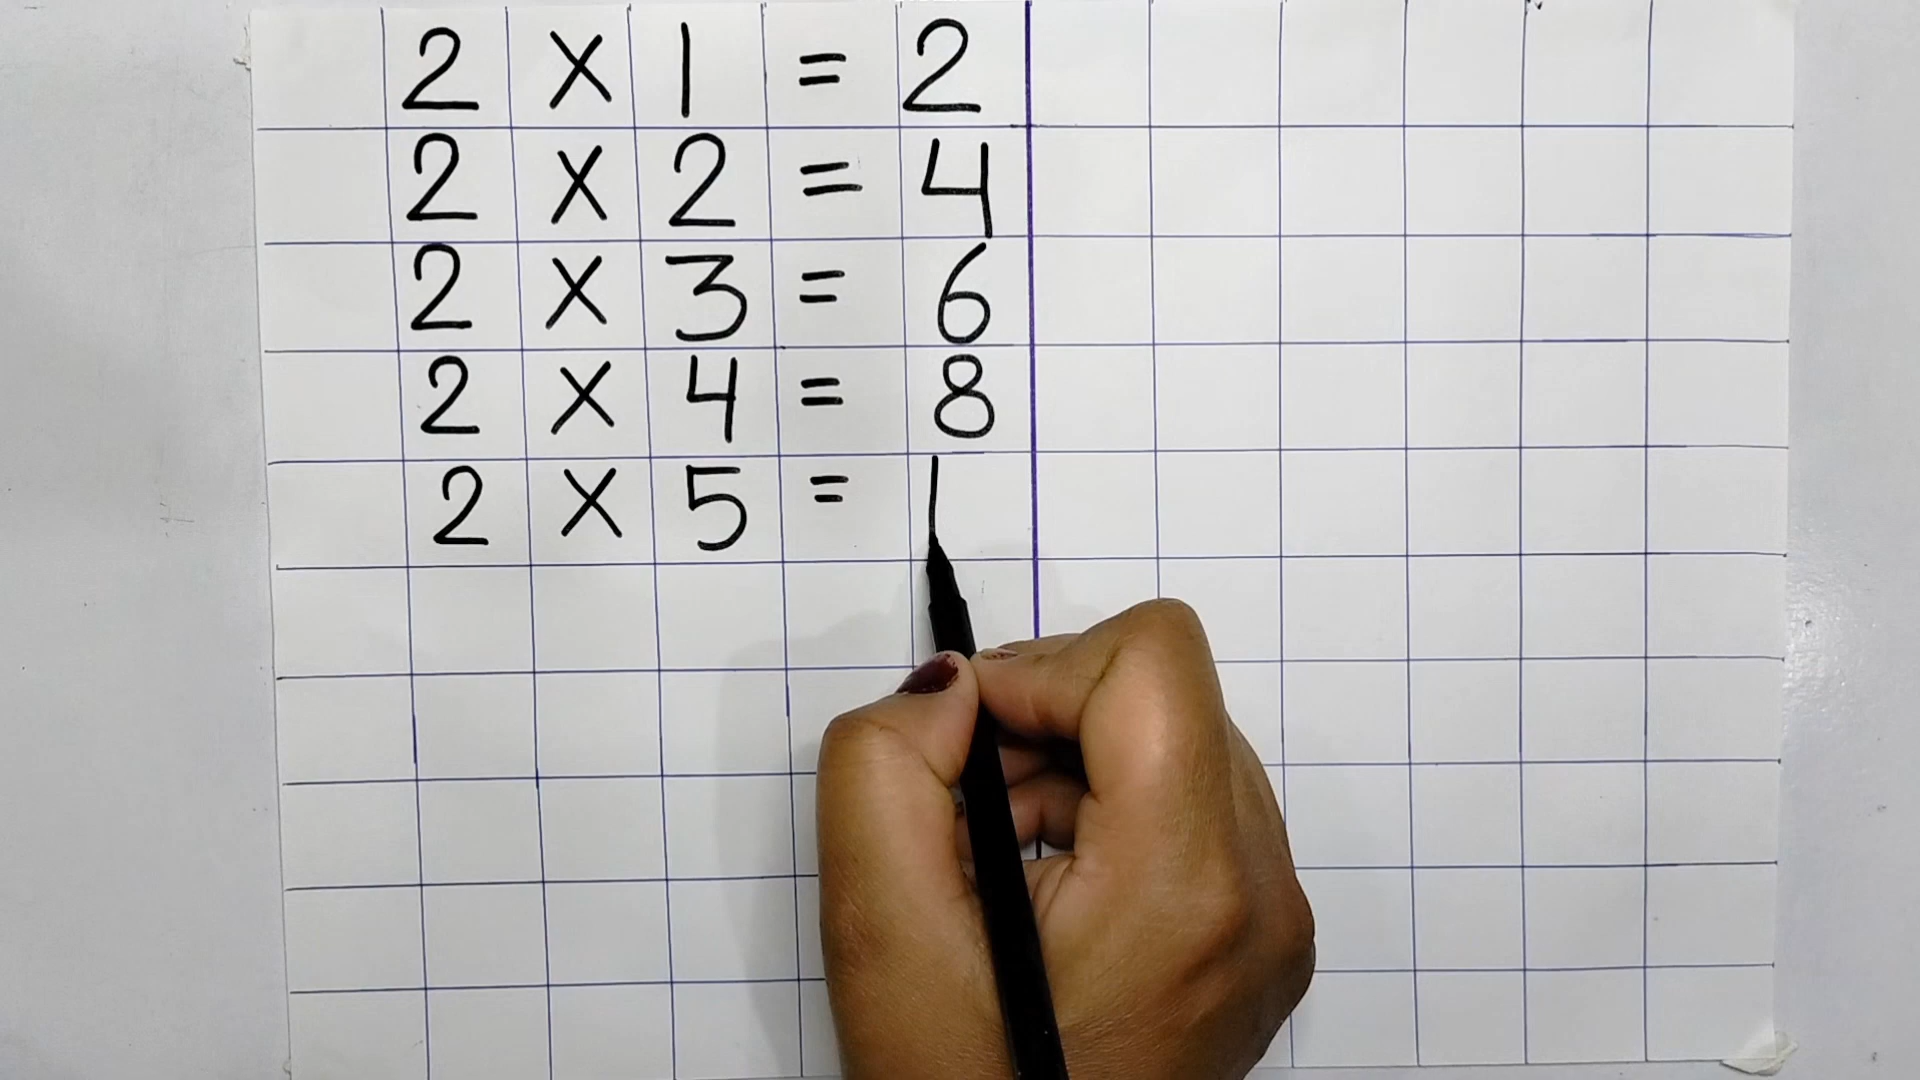 2 × 1 = 2
2 × 2 = 4
2 × 3 = 6
2 × 4 = 8
2 × 5 = 1